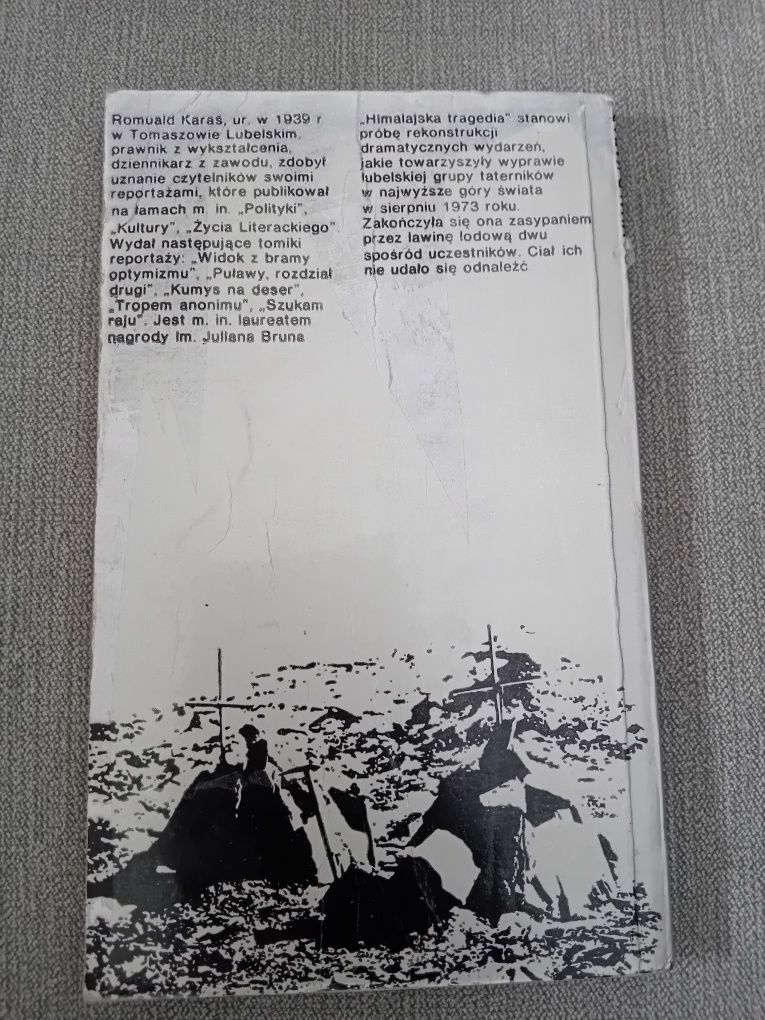 Romuald Karaś, ur. w 1939 r
w Tomaszowie Lubelskim,
prawnik z wykształcenia,
dziennikarz z zawodu, zdobył
uznanie czytelników swoimi
reportażami, które publikował
na łamach m. in. „Polityki”,
„Kultury”, „Życia Literackiego”.
Wydał następujące tomiki
reportaży: „Widok z bramy
optymizmu”, „Puławy, rozdział
drugi”, „Kumys na deser”,
„Tropem anonimu”, „Szukam
raju”. Jest m. in. laureatem
nagrody im. Juliana Bruna
„Himalajska tragedia” stanowi
próbę rekonstrukcji
dramatycznych wydarzeń,
jakie towarzyszyły wyprawie
lubelskiej grupy taterników
w najwyższe góry świata
w sierpniu 1973 roku.
Zakończyła się ona zasypaniem
przez lawinę lodową dwu
spośród uczestników. Ciał ich
nie udało się odnaleźć